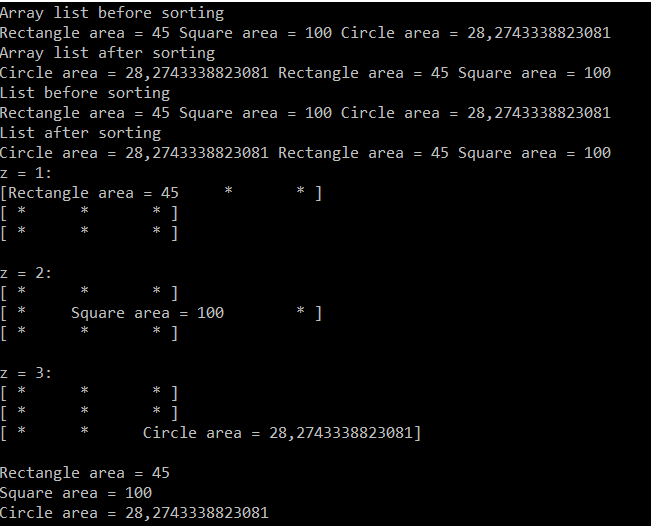 Array list before sorting
Rectangle area = 45 Square area = 100 Circle area = 28,2743338823081
Array list after sorting
Circle area = 28,2743338823081 Rectangle area = 45 Square area = 100
List before sorting
Rectangle area = 45 Square area = 100 Circle area = 28,2743338823081
List after sorting
Circle area = 28,2743338823081 Rectangle area = 45 Square area = 100
z = 1:
[Rectangle area = 45     *       * ]
[ *      *       * ]
[ *      *       * ]

z = 2:
[ *      *       * ]
[ *     Square area = 100        * ]
[ *      *       * ]

z = 3:
[ *      *       * ]
[ *      *       * ]
[ *      *      Circle area = 28,2743338823081]

Rectangle area = 45
Square area = 100
Circle area = 28,2743338823081